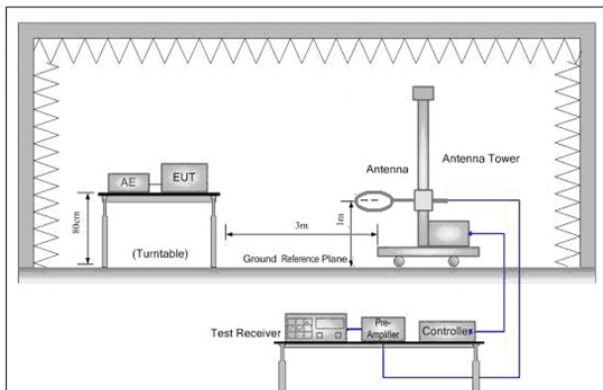 Antenna Tower
Antenna
AE
EUT
80cm
(Turntable)
3m
1m
Ground Reference Plane
Test Receiver
Pre-
Amplifier
Controller